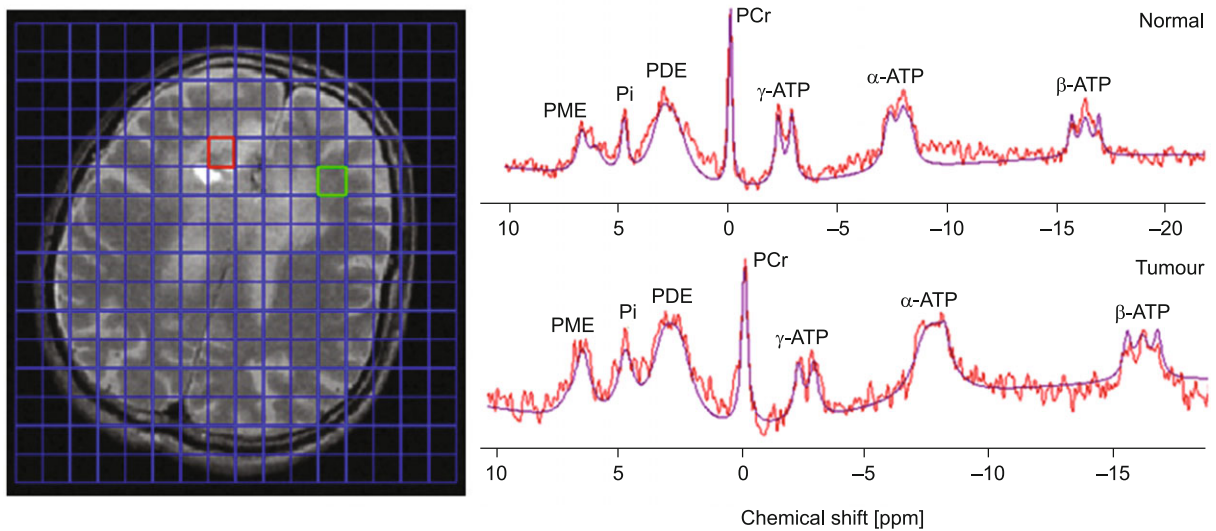 PCr
Normal
PDE
α-ATP
Pi
γ-ATP
β-ATP
PME
10 5 0 –5 –10 –15 –20
PCr
Tumour
PDE
α-ATP
Pi
β-ATP
PME
γ-ATP
10 5 0 –5 –10 –15
Chemical shift [ppm]